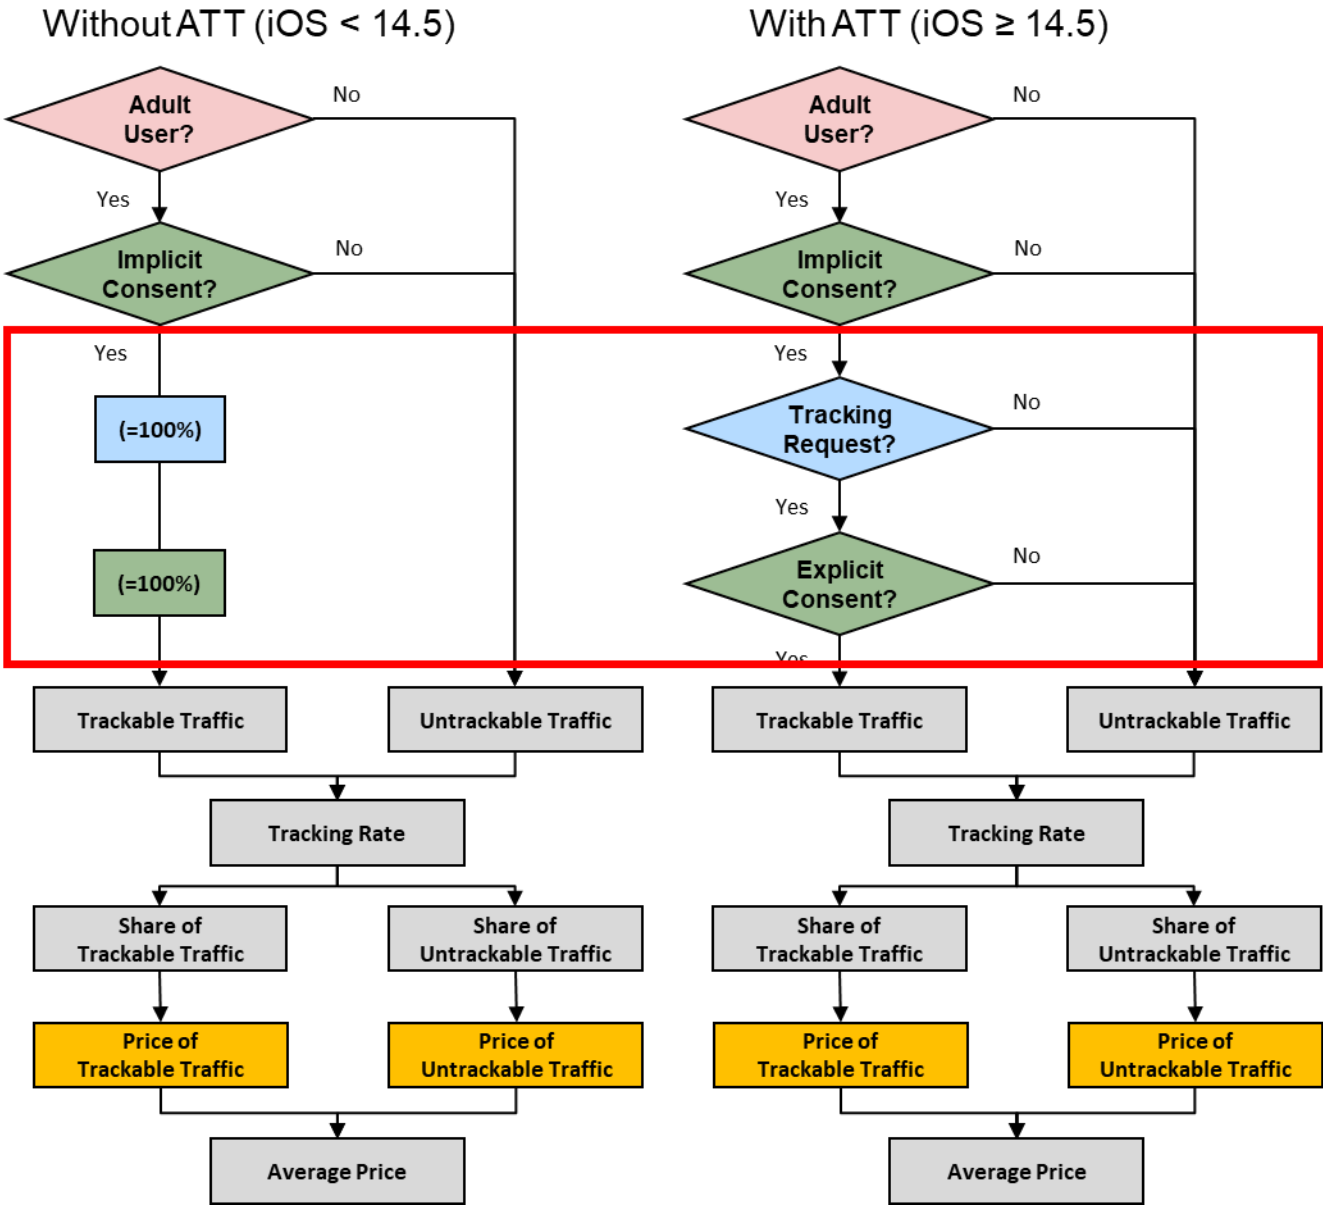 Without ATT (iOS < 14.5)
Adult
User?
No
Yes
Implicit
Consent?
No
Yes
(=100%)
(=100%)
Trackable Traffic
Untrackable Traffic
Tracking Rate
Share of
Trackable Traffic
Share of
Untrackable Traffic
Price of
Trackable Traffic
Price of
Untrackable Traffic
Average Price
With ATT (iOS ≥ 14.5)
Adult
User?
No
Yes
Implicit
Consent?
No
Yes
Tracking
Request?
No
Yes
Explicit
Consent?
No
Yes
Trackable Traffic
Untrackable Traffic
Tracking Rate
Share of
Trackable Traffic
Share of
Untrackable Traffic
Price of
Trackable Traffic
Price of
Untrackable Traffic
Average Price